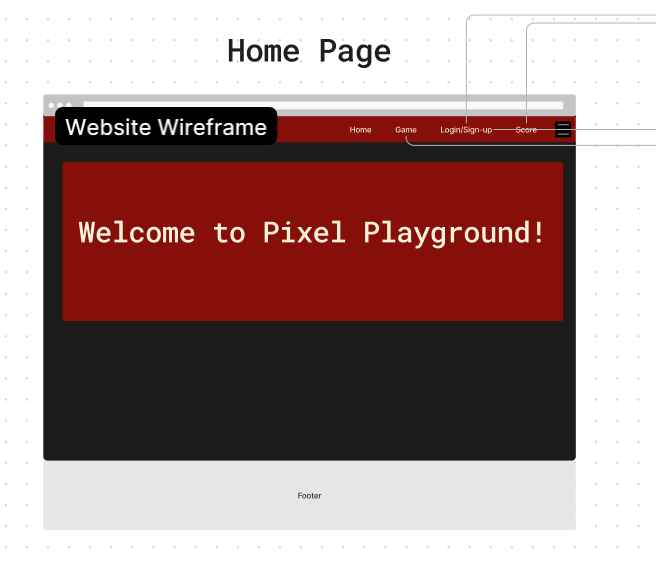 Home Page
Website Wireframe
Home Game Login/Sign-up Score
Welcome to Pixel Playground!
Footer